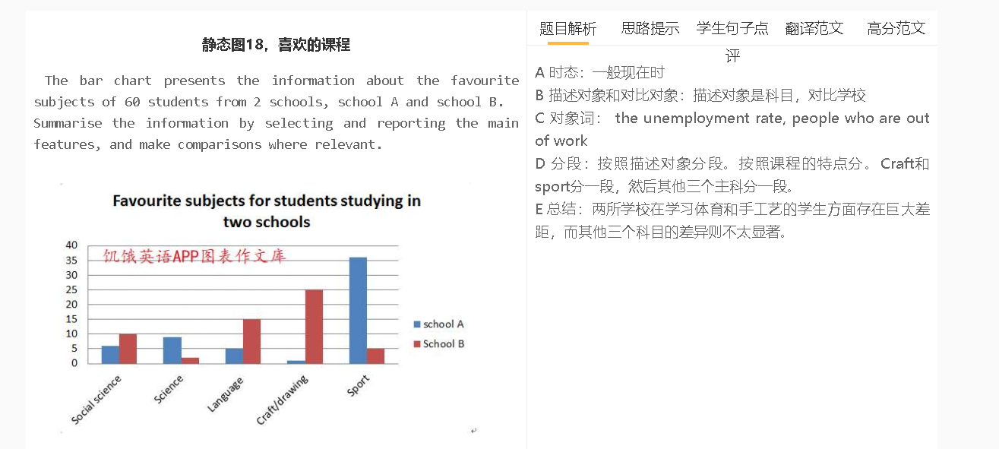 静态图18，喜欢的课程
The bar chart presents the information about the favourite
subjects of 60 students from 2 schools, school A and school B.
Summarise the information by selecting and reporting the main
features, and make comparisons where relevant.
Favourite subjects for students studying in
two schools
饥饿英语APP图表作文库
40
35
30
25
20
15
10
5
0
Social science
Science
Language
Craft/drawing
Sport
school A
School B
题目解析 思路提示 学生句子点 翻译范文 高分范文
评
A 时态：一般现在时
B 描述对象和对比对象：描述对象是科目，对比学校
C 对象词： the unemployment rate, people who are out
of work
D 分段：按照描述对象分段。按照课程的特点分。Craft和
sport分一段，然后其他三个主科分一段。
E 总结：两所学校在学习体育和手工艺的学生方面存在巨大差
距，而其他三个科目的差异则不太显著。